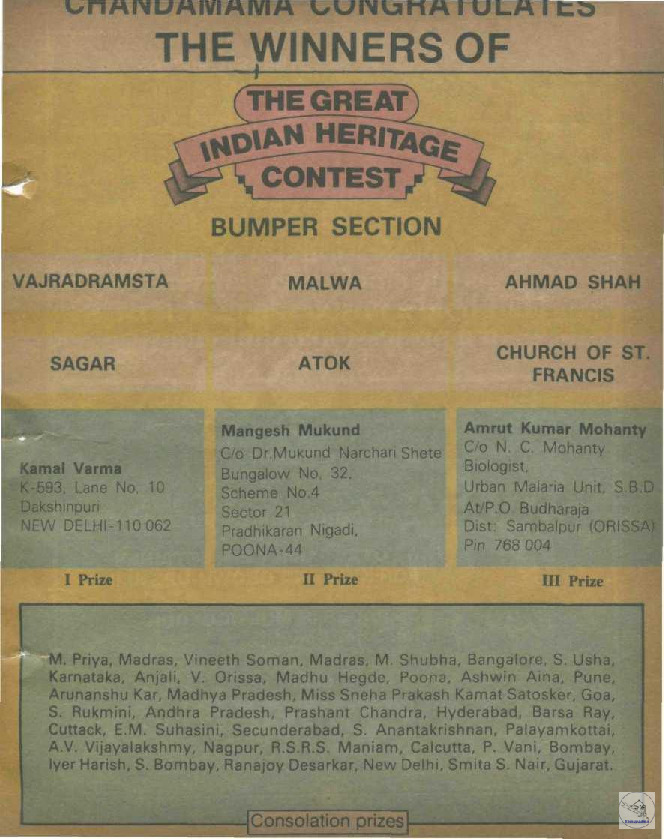 CHANDAMAMA CONGRATULATES
THE WINNERS OF
THE GREAT
INDIAN HERITAGE
CONTEST
BUMPER SECTION
VAJRADRAMSTA
MALWA
AHMAD SHAH
SAGAR
ATOK
CHURCH OF ST.
FRANCIS
Kamal Varma
K-593, Lane No. 10
Dakshinpuri
NEW DELHI-110 062
I Prize
Mangesh Mukund
C/o Dr.Mukund Narchari Shete
Bungalow No. 32,
Scheme No.4
Sector 21
Pradhikaran Nigadi,
POONA-44
II Prize
Amrut Kumar Mohanty
C/o N. C. Mohanty
Biologist,
Urban Malaria Unit, S.B.D
At/P.O. Budharaja
Dist: Sambalpur (ORISSA)
Pin 768 004
III Prize
M. Priya, Madras, Vineeth Soman, Madras, M. Shubha, Bangalore, S. Usha,
Karnataka, Anjali, V. Orissa, Madhu Hegde, Poona, Ashwin Aina, Pune,
Arunanshu Kar, Madhya Pradesh, Miss Sneha Prakash Kamat Satosker, Goa,
S. Rukmini, Andhra Pradesh, Prashant Chandra, Hyderabad, Barsa Ray,
Cuttack, E.M. Suhasini, Secunderabad, S. Anantakrishnan, Palayamkottai,
A.V. Vijayalakshmy, Nagpur, R.S.R.S. Maniam, Calcutta, P. Vani, Bombay,
Iyer Harish, S. Bombay, Ranajoy Desarkar, New Delhi, Smita S. Nair, Gujarat.
Consolation prizes